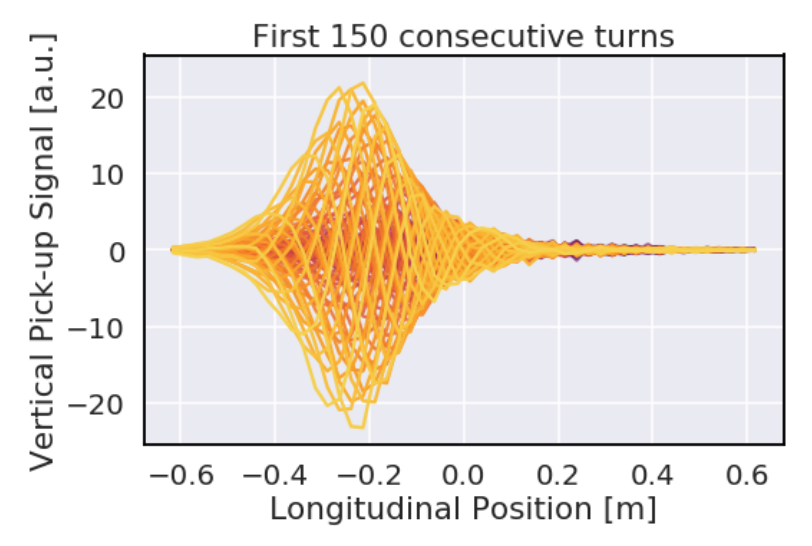 First 150 consecutive turns
Vertical Pick-up Signal [a.u.]
20
10
0
−10
−20
−0.6 −0.4 −0.2 0.0 0.2 0.4 0.6
Longitudinal Position [m]